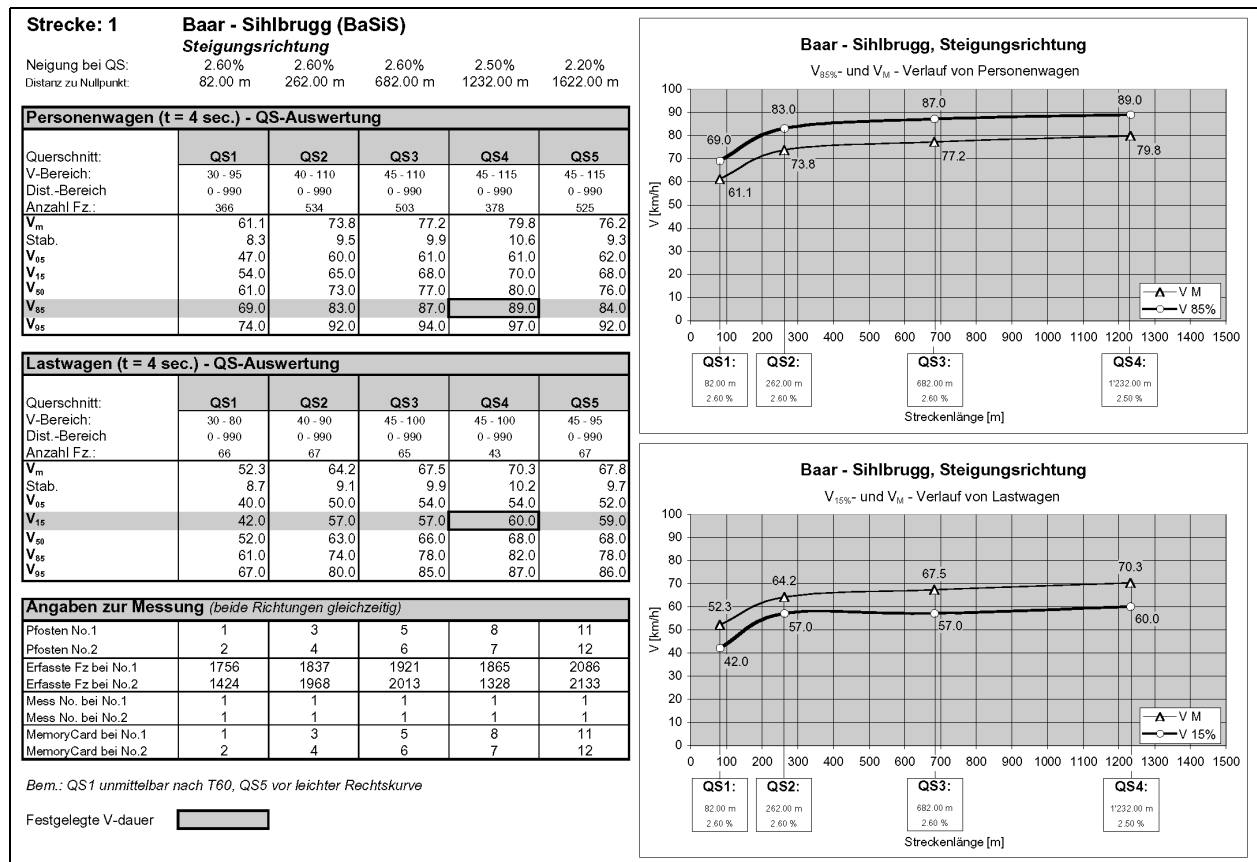 Strecke: 1 Baar - Sihlbrugg (BaSiS)
Steigungsrichtung
Neigung bei QS: 2.60% 2.60% 2.60% 2.50% 2.20%
Distanz zu Nullpunkt: 82.00 m 262.00 m 682.00 m 1232.00 m 1622.00 m
Personenwagen (t = 4 sec.) - QS-Auswertung
Querschnitt: QS1 QS2 QS3 QS4 QS5
V-Bereich: 30 - 95 40 - 110 45 - 110 45 - 115 45 - 115
Dist.-Bereich 0 - 990 0 - 990 0 - 990 0 - 990 0 - 990
Anzahl Fz.: 366 534 503 378 525
Vm 61.1 73.8 77.2 79.8 76.2
Stab. 8.3 9.5 9.9 10.6 9.3
V05 47.0 60.0 61.0 61.0 62.0
V15 54.0 65.0 68.0 70.0 68.0
V50 61.0 73.0 77.0 80.0 76.0
V85 69.0 83.0 87.0 89.0 84.0
V95 74.0 92.0 94.0 97.0 92.0
Lastwagen (t = 4 sec.) - QS-Auswertung
Querschnitt: QS1 QS2 QS3 QS4 QS5
V-Bereich: 30 - 80 40 - 90 45 - 100 45 - 100 45 - 95
Dist.-Bereich 0 - 990 0 - 990 0 - 990 0 - 990 0 - 990
Anzahl Fz.: 66 67 65 43 67
Vm 52.3 64.2 67.5 70.3 67.8
Stab. 8.7 9.1 9.9 10.2 9.7
V05 40.0 50.0 54.0 54.0 52.0
V15 42.0 57.0 57.0 60.0 59.0
V50 52.0 63.0 66.0 68.0 68.0
V85 61.0 74.0 78.0 82.0 78.0
V95 67.0 80.0 85.0 87.0 86.0
Angaben zur Messung (beide Richtungen gleichzeitig)
Pfosten No.1 1 3 5 8 11
Pfosten No.2 2 4 6 7 12
Erfasste Fz bei No.1 1756 1837 1921 1865 2086
Erfasste Fz bei No.2 1424 1968 2013 1328 2133
Mess No. bei No.1 1 1 1 1 1
Mess No. bei No.2 1 1 1 1 1
MemoryCard bei No.1 1 3 5 8 11
MemoryCard bei No.2 2 4 6 7 12
Bem.: QS1 unmittelbar nach T60, QS5 vor leichter Rechtskurve
Festgelegte V-dauer
Baar - Sihlbrugg, Steigungsrichtung
V85%- und VM - Verlauf von Personenwagen
V [km/h]
100
90
80
70
60
50
40
30
20
10
0
69.0 83.0 87.0 89.0
61.1 73.8 77.2 79.8
V M
V 85%
0 100 200 300 400 500 600 700 800 900 1000 1100 1200 1300 1400 1500
QS1: QS2: QS3: QS4:
82.00 m 262.00 m 682.00 m 1'232.00 m
2.60 % 2.60 % 2.60 % 2.50 %
Streckenlänge [m]
Baar - Sihlbrugg, Steigungsrichtung
V15%- und VM - Verlauf von Lastwagen
V [km/h]
100
90
80
70
60
50
40
30
20
10
0
52.3 64.2 67.5 70.3
42.0 57.0 57.0 60.0
V M
V 15%
0 100 200 300 400 500 600 700 800 900 1000 1100 1200 1300 1400 1500
QS1: QS2: QS3: QS4:
82.00 m 262.00 m 682.00 m 1'232.00 m
2.60 % 2.60 % 2.60 % 2.50 %
Streckenlänge [m]